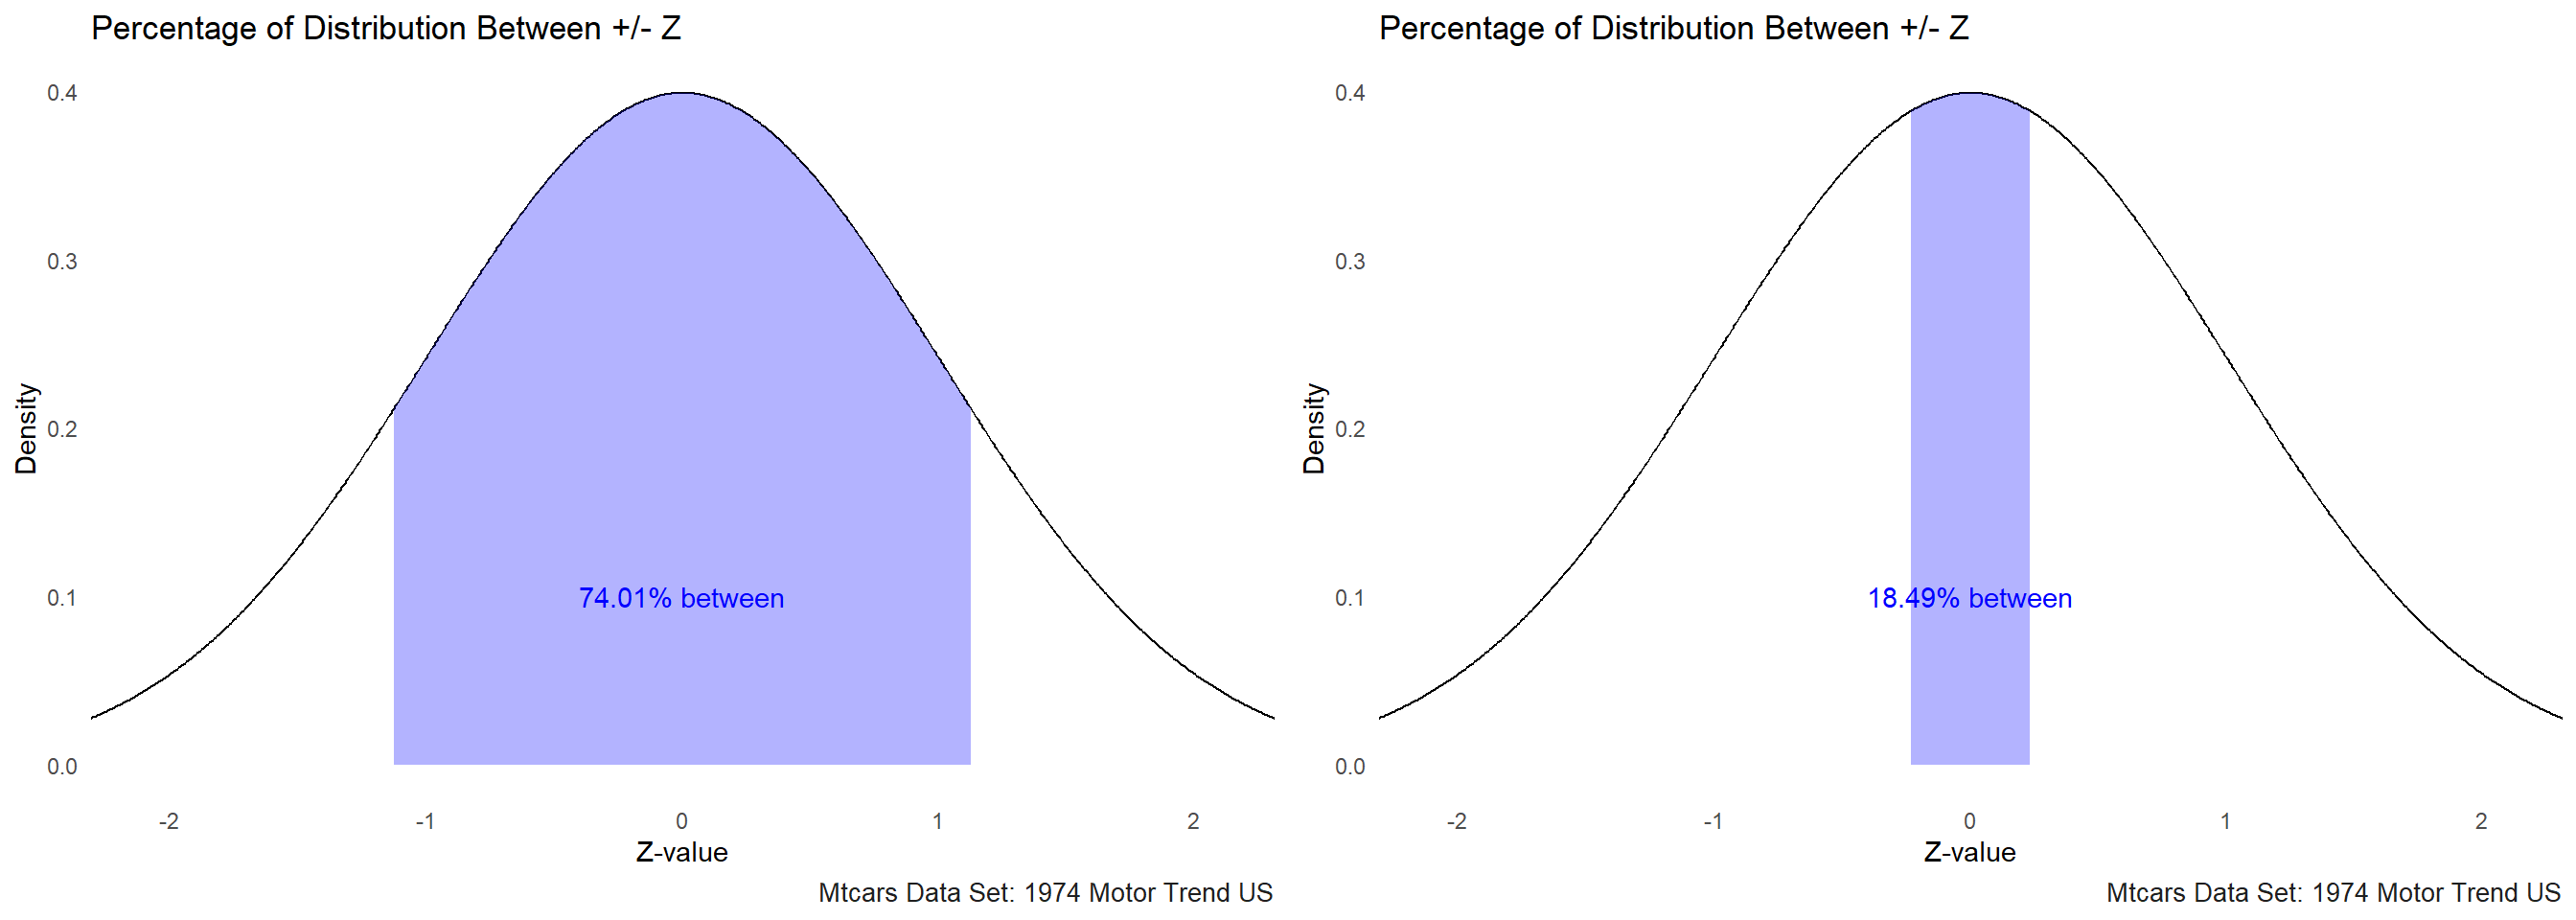 Percentage of Distribution Between +/- Z
0.4
0.3
0.2
0.1
0.0
Density
74.01% between
-2 -1 0 1 2
Z-value
Mtcars Data Set: 1974 Motor Trend US
Percentage of Distribution Between +/- Z
0.4
0.3
0.2
0.1
0.0
Density
18.49% between
-2 -1 0 1 2
Z-value
Mtcars Data Set: 1974 Motor Trend US